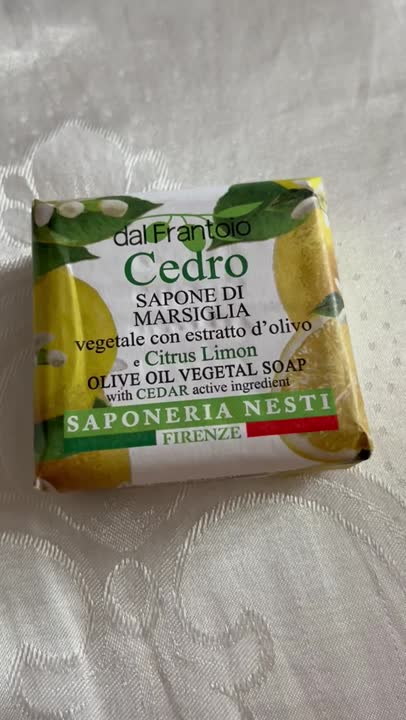 dal Frantoio
Cedro
SAPONE DI
MARSIGLIA
vegetale con estratto d'olivo
e Citrus Limon
OLIVE OIL VEGETAL SOAP
with CEDAR active ingredient
SAPONERIA NESTI
FIRENZE